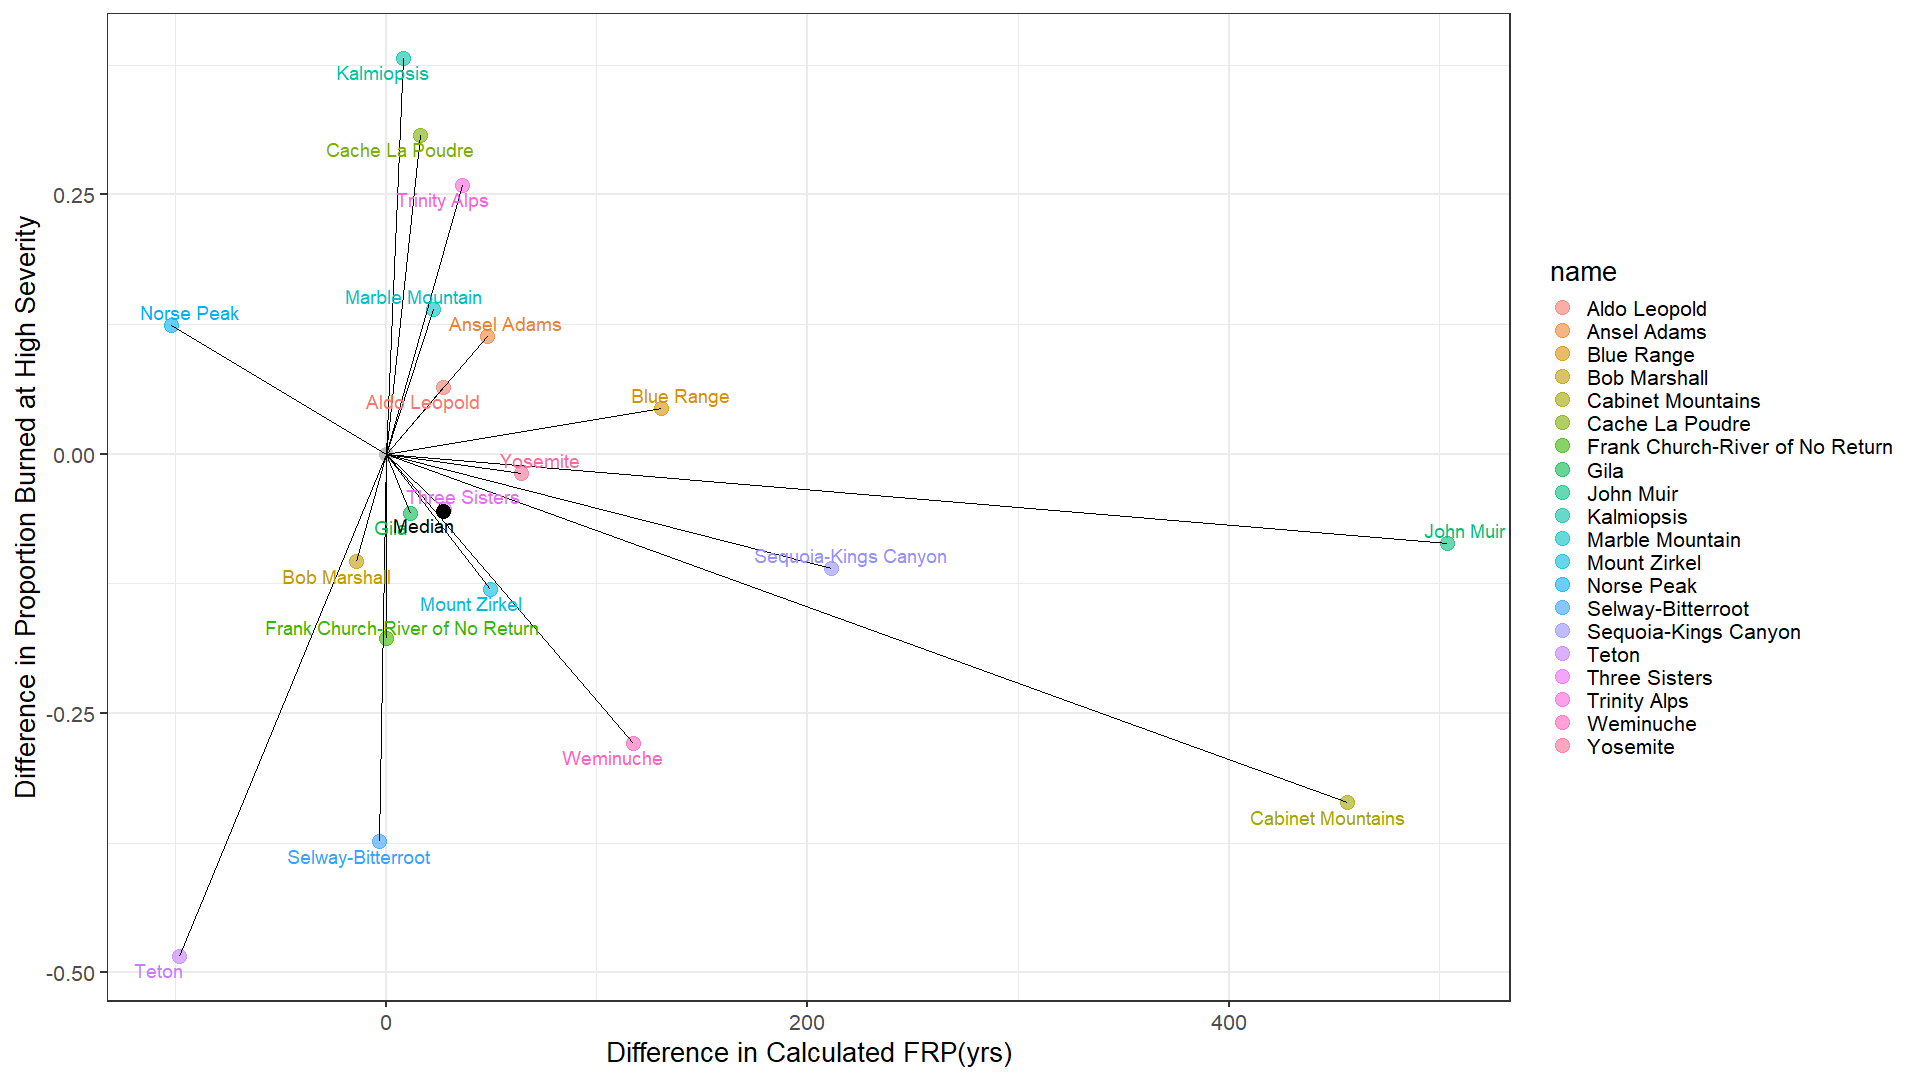 Kalmiopsis
Cache La Poudre
Trinity Alps
Marble Mountain
Norse Peak
Ansel Adams
Blue Range
Aldo Leopold
Yosemite
Three Sisters
Median
Gila
John Muir
Sequoia-Kings Canyon
Bob Marshall
Mount Zirkel
Frank Church-River of No Return
Weminuche
Cabinet Mountains
Selway-Bitterroot
Teton
0.25
0.00
-0.25
-0.50
0
200
400
Difference in Calculated FRP(yrs)
Difference in Proportion Burned at High Severity
name
Aldo Leopold
Ansel Adams
Blue Range
Bob Marshall
Cabinet Mountains
Cache La Poudre
Frank Church-River of No Return
Gila
John Muir
Kalmiopsis
Marble Mountain
Mount Zirkel
Norse Peak
Selway-Bitterroot
Sequoia-Kings Canyon
Teton
Three Sisters
Trinity Alps
Weminuche
Yosemite